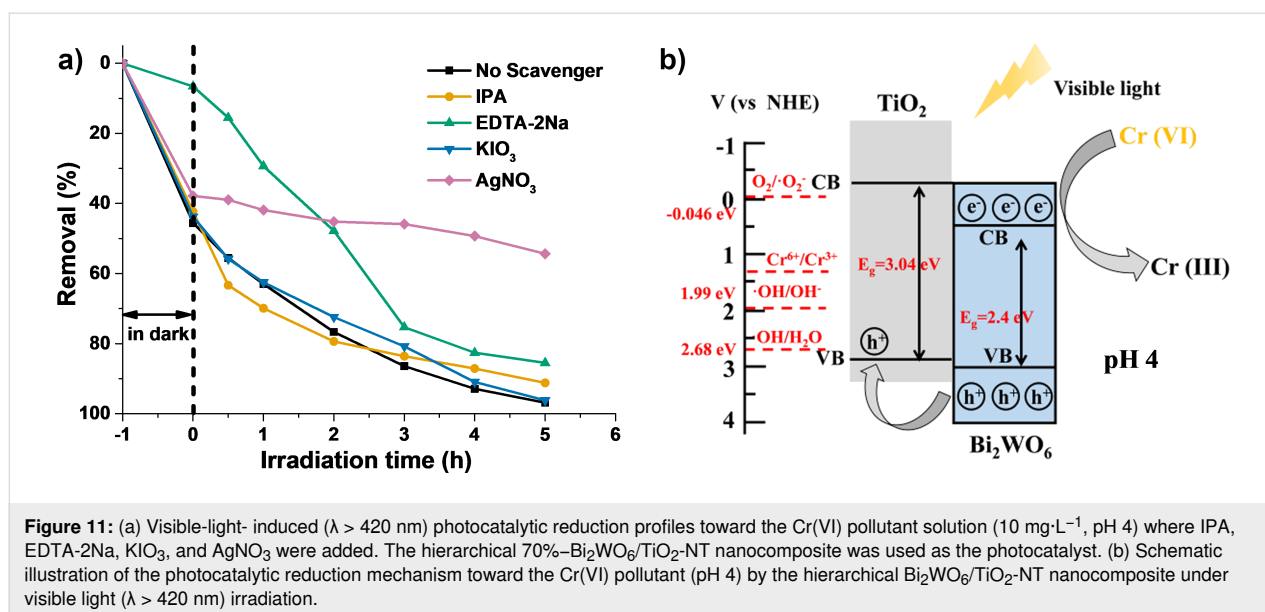 a)
No Scavenger
IPA
EDTA-2Na
KIO₃
AgNO₃
in dark
Removal (%)
0
20
40
60
80
100
-1
0
1
2
3
4
5
6
Irradiation time (h)
b)
V (vs NHE)
TiO₂
Visible light
-1
0
1
2
3
4
O₂/·O₂⁻
-0.046 eV
Cr⁶⁺/Cr³⁺
1.99 eV
·OH/OH⁻
·OH/H₂O
2.68 eV
CB
Eg=3.04 eV
h⁺
VB
e⁻ e⁻ e⁻
CB
Eg=2.4 eV
VB
h⁺ h⁺ h⁺
Bi₂WO₆
Cr (VI)
Cr (III)
pH 4
Figure 11: (a) Visible-light- induced (λ > 420 nm) photocatalytic reduction profiles toward the Cr(VI) pollutant solution (10 mg·L⁻¹, pH 4) where IPA,
EDTA-2Na, KIO₃, and AgNO₃ were added. The hierarchical 70%−Bi₂WO₆/TiO₂-NT nanocomposite was used as the photocatalyst. (b) Schematic
illustration of the photocatalytic reduction mechanism toward the Cr(VI) pollutant (pH 4) by the hierarchical Bi₂WO₆/TiO₂-NT nanocomposite under
visible light (λ > 420 nm) irradiation.